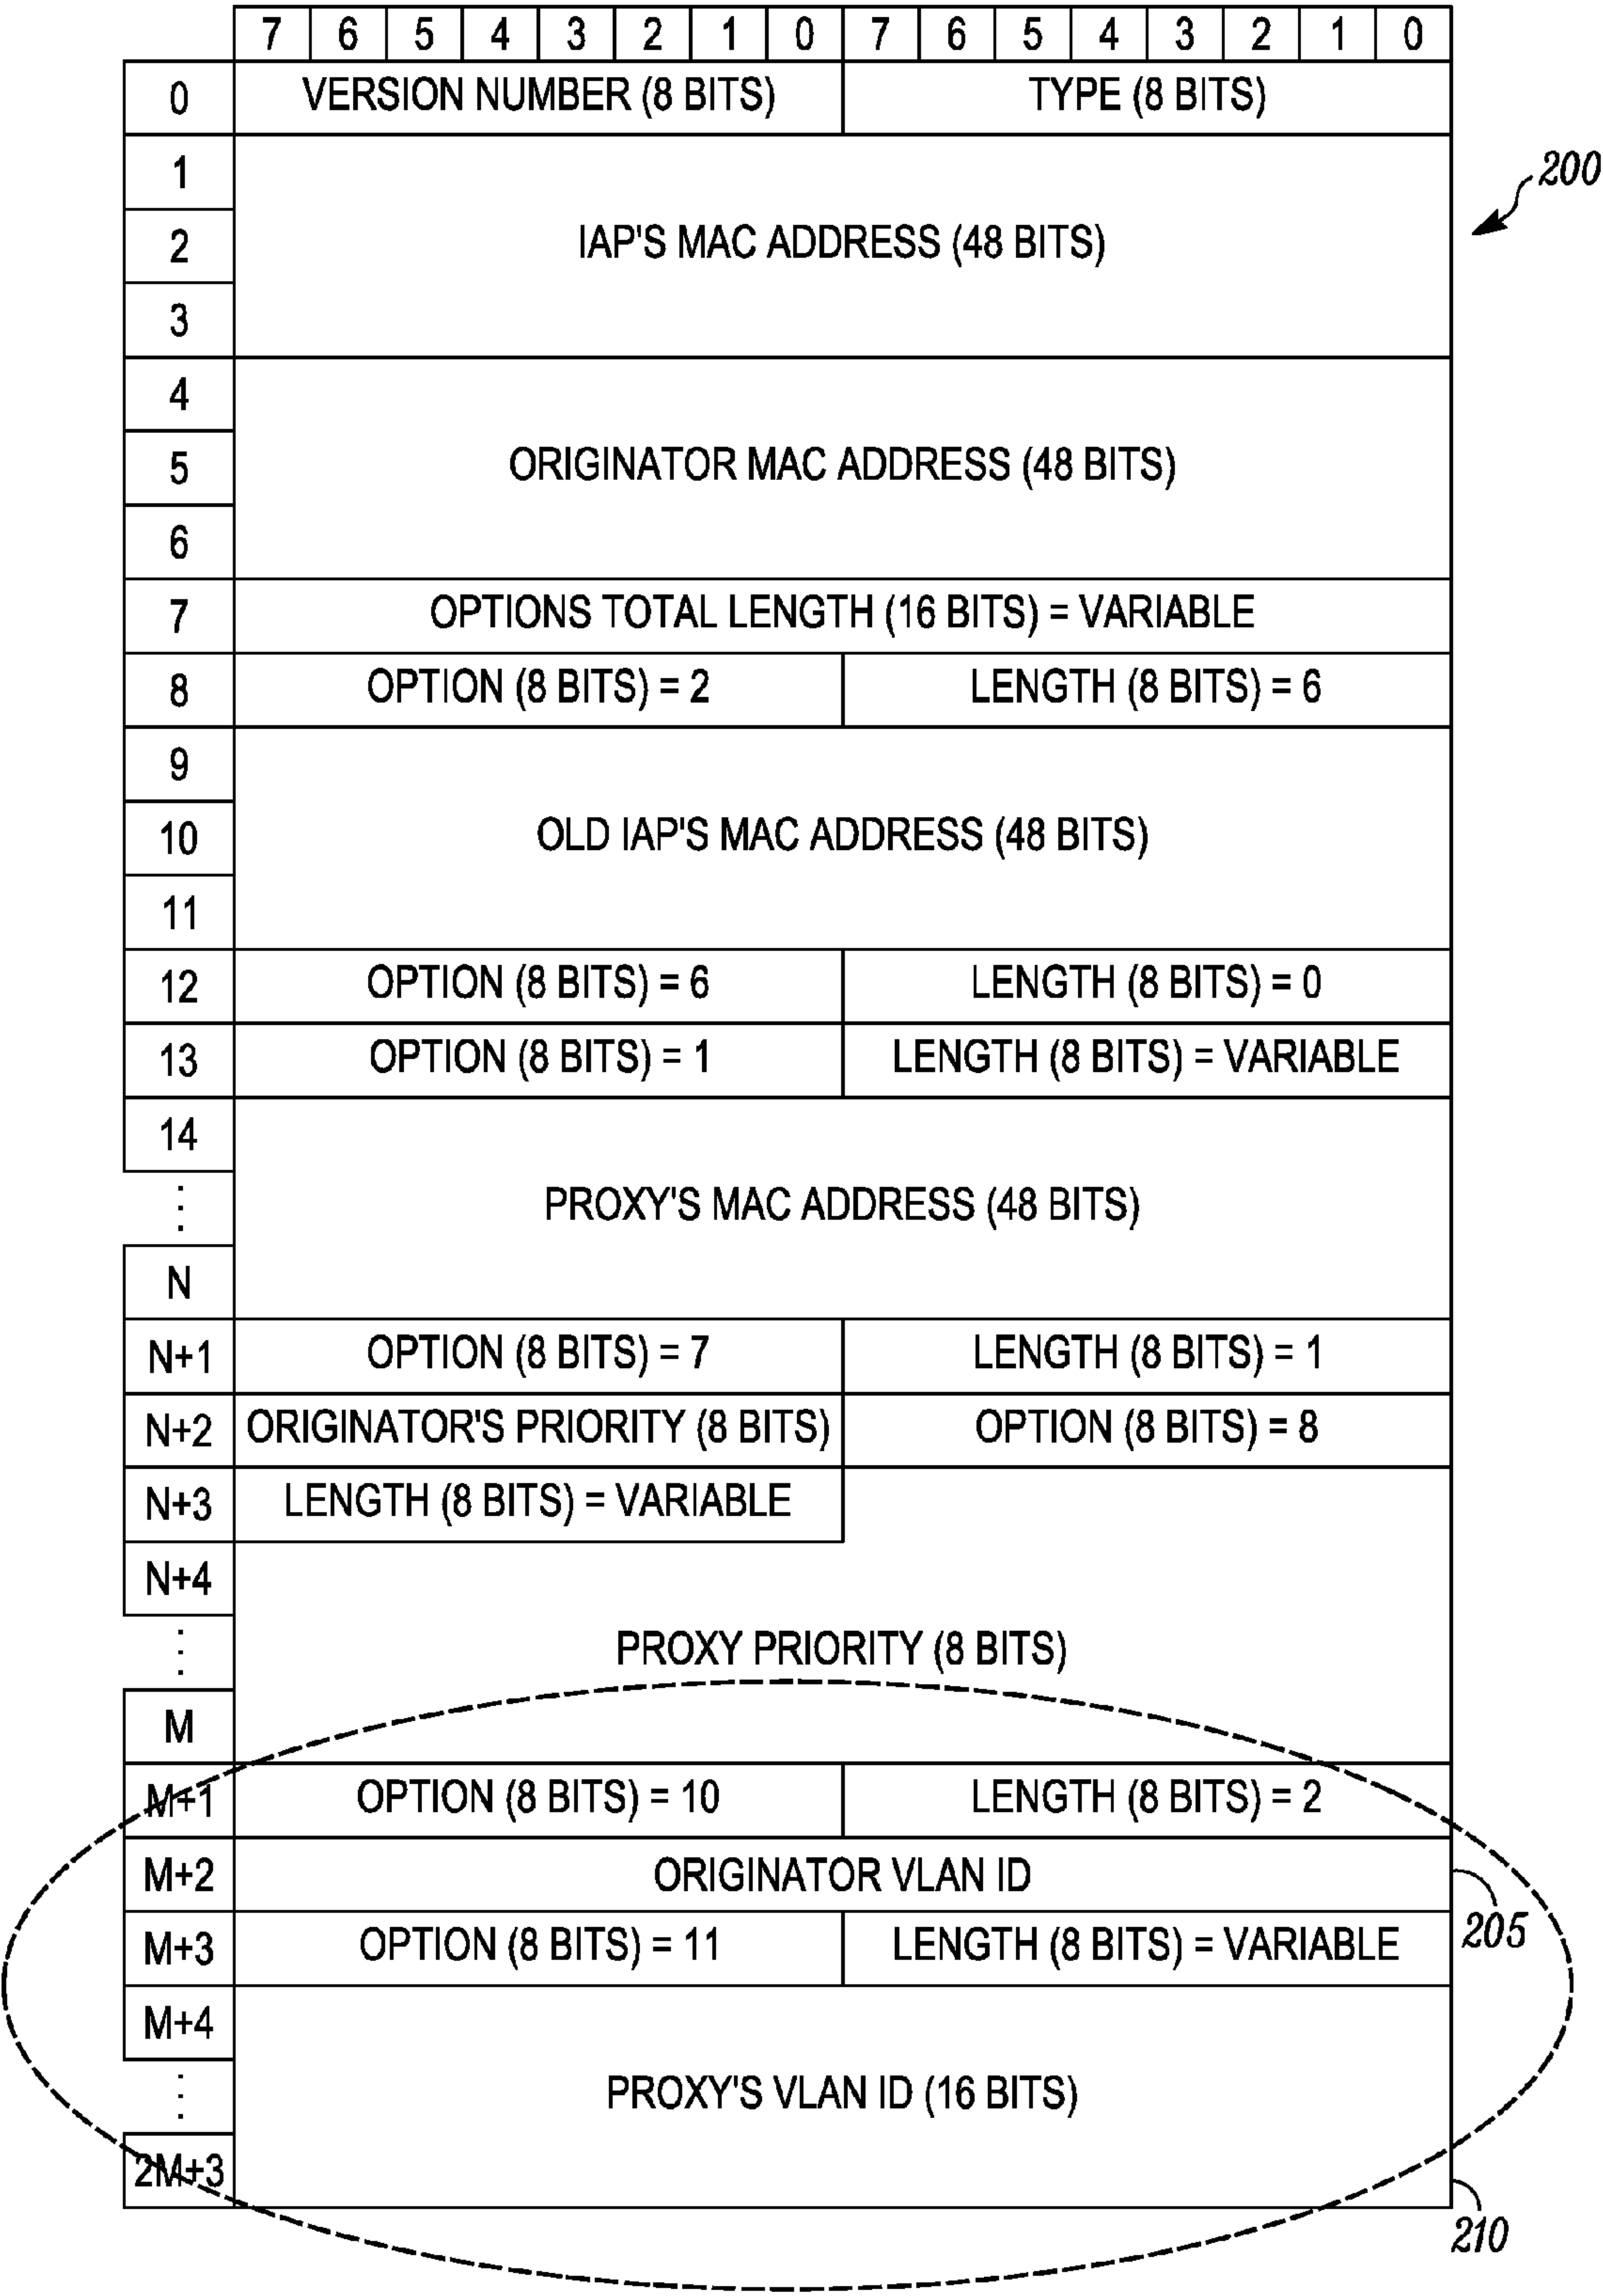 7 6 5 4 3 2 1 0 7 6 5 4 3 2 1 0
0 VERSION NUMBER (8 BITS) TYPE (8 BITS)
1
200
2 IAP'S MAC ADDRESS (48 BITS)
3
4
5 ORIGINATOR MAC ADDRESS (48 BITS)
6
7 OPTIONS TOTAL LENGTH (16 BITS) = VARIABLE
8 OPTION (8 BITS) = 2 LENGTH (8 BITS) = 6
9
10 OLD IAP'S MAC ADDRESS (48 BITS)
11
12 OPTION (8 BITS) = 6 LENGTH (8 BITS) = 0
13 OPTION (8 BITS) = 1 LENGTH (8 BITS) = VARIABLE
14
PROXY'S MAC ADDRESS (48 BITS)
N
N+1 OPTION (8 BITS) = 7 LENGTH (8 BITS) = 1
N+2 ORIGINATOR'S PRIORITY (8 BITS) OPTION (8 BITS) = 8
N+3 LENGTH (8 BITS) = VARIABLE
N+4
PROXY PRIORITY (8 BITS)
M
M+1 OPTION (8 BITS) = 10 LENGTH (8 BITS) = 2
M+2 ORIGINATOR VLAN ID
205
M+3 OPTION (8 BITS) = 11 LENGTH (8 BITS) = VARIABLE
M+4
PROXY'S VLAN ID (16 BITS)
2M+3
210